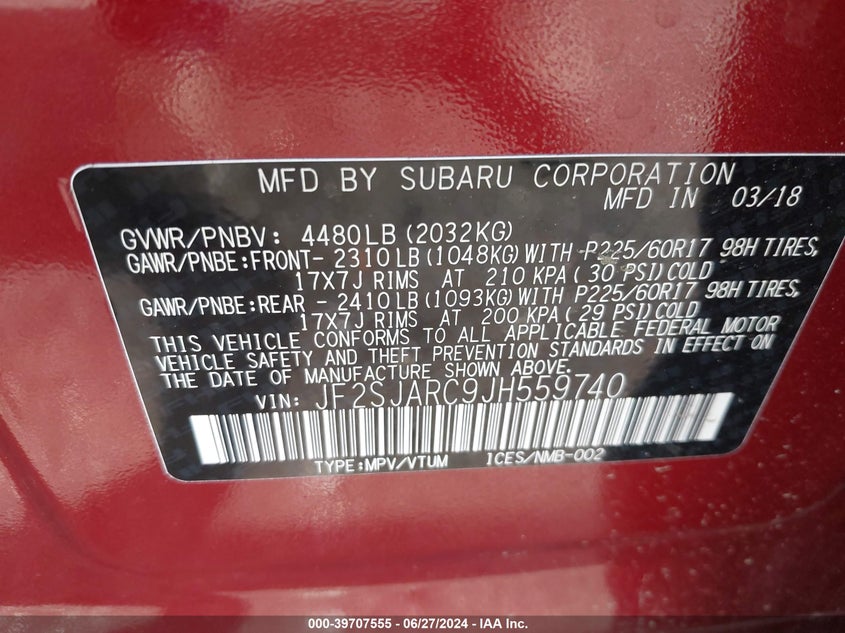 MFD BY SUBARU CORPORATION
MFD IN 03/18
GVWR/PNBV: 4480LB(2032KG)
GAWR/PNBE:FRONT- 2310LB(1048KG)WITH P225/60R17 98H TIRES,
17X7J RIMS AT 210 KPA( 30 PSI)COLD
GAWR/PNBE:REAR - 2410LB(1093KG)WITH P225/60R17 98H TIRES,
17X7J RIMS AT 200 KPA( 29 PSI)COLD
THIS VEHICLE CONFORMS TO ALL APPLICABLE FEDERAL MOTOR
VEHICLE SAFETY AND THEFT PREVENTION STANDARDS IN EFFECT ON
THE DATE OF MANUFACTURE SHOWN ABOVE.
VIN: JF2SJARC9JH559740
TYPE:MPV/VTUM ICES/NMB-002
000-39707555 - 06/27/2024 - IAA Inc.